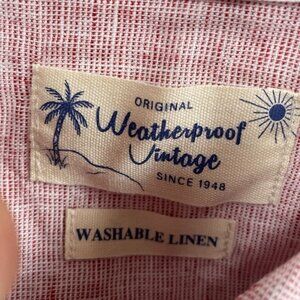 ORIGINAL
Weatherproof
Vintage
SINCE 1948
WASHABLE LINEN